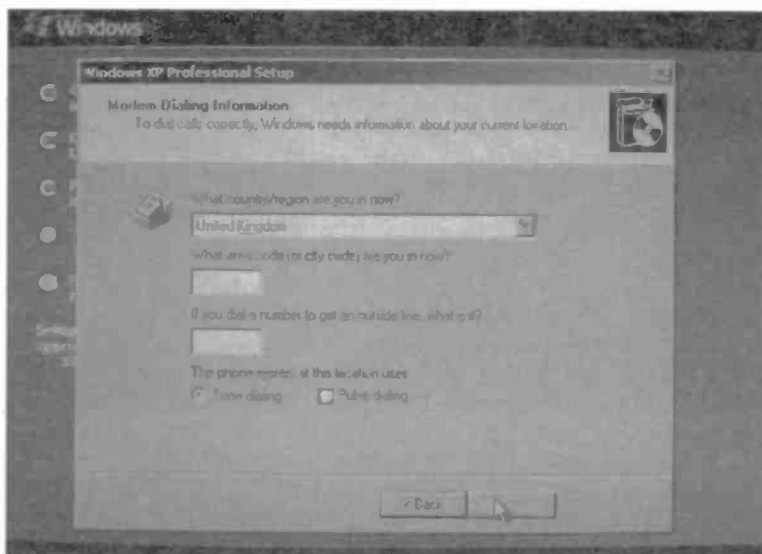 Windows
Windows XP Professional Setup
Modem Dialing Information
To dial calls correctly, Windows needs information about your current location.
What country/region are you in now?
United Kingdom
What area code (or city code) are you in now?
If you dial a number to get an outside line, what is it?
The phone system at this location uses:
Tone dialing
Pulse dialing
< Back